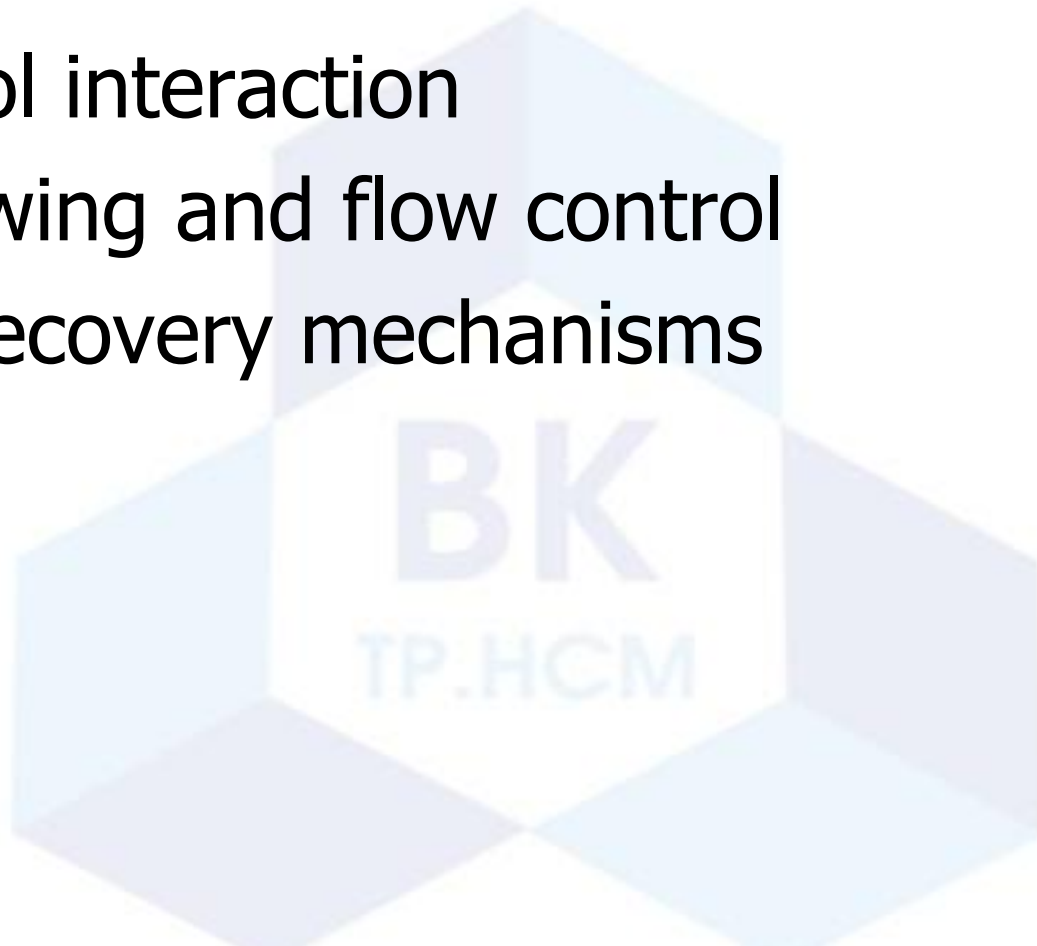 ol interaction
wing and flow control
ecovery mechanisms
BK
TP.HCM